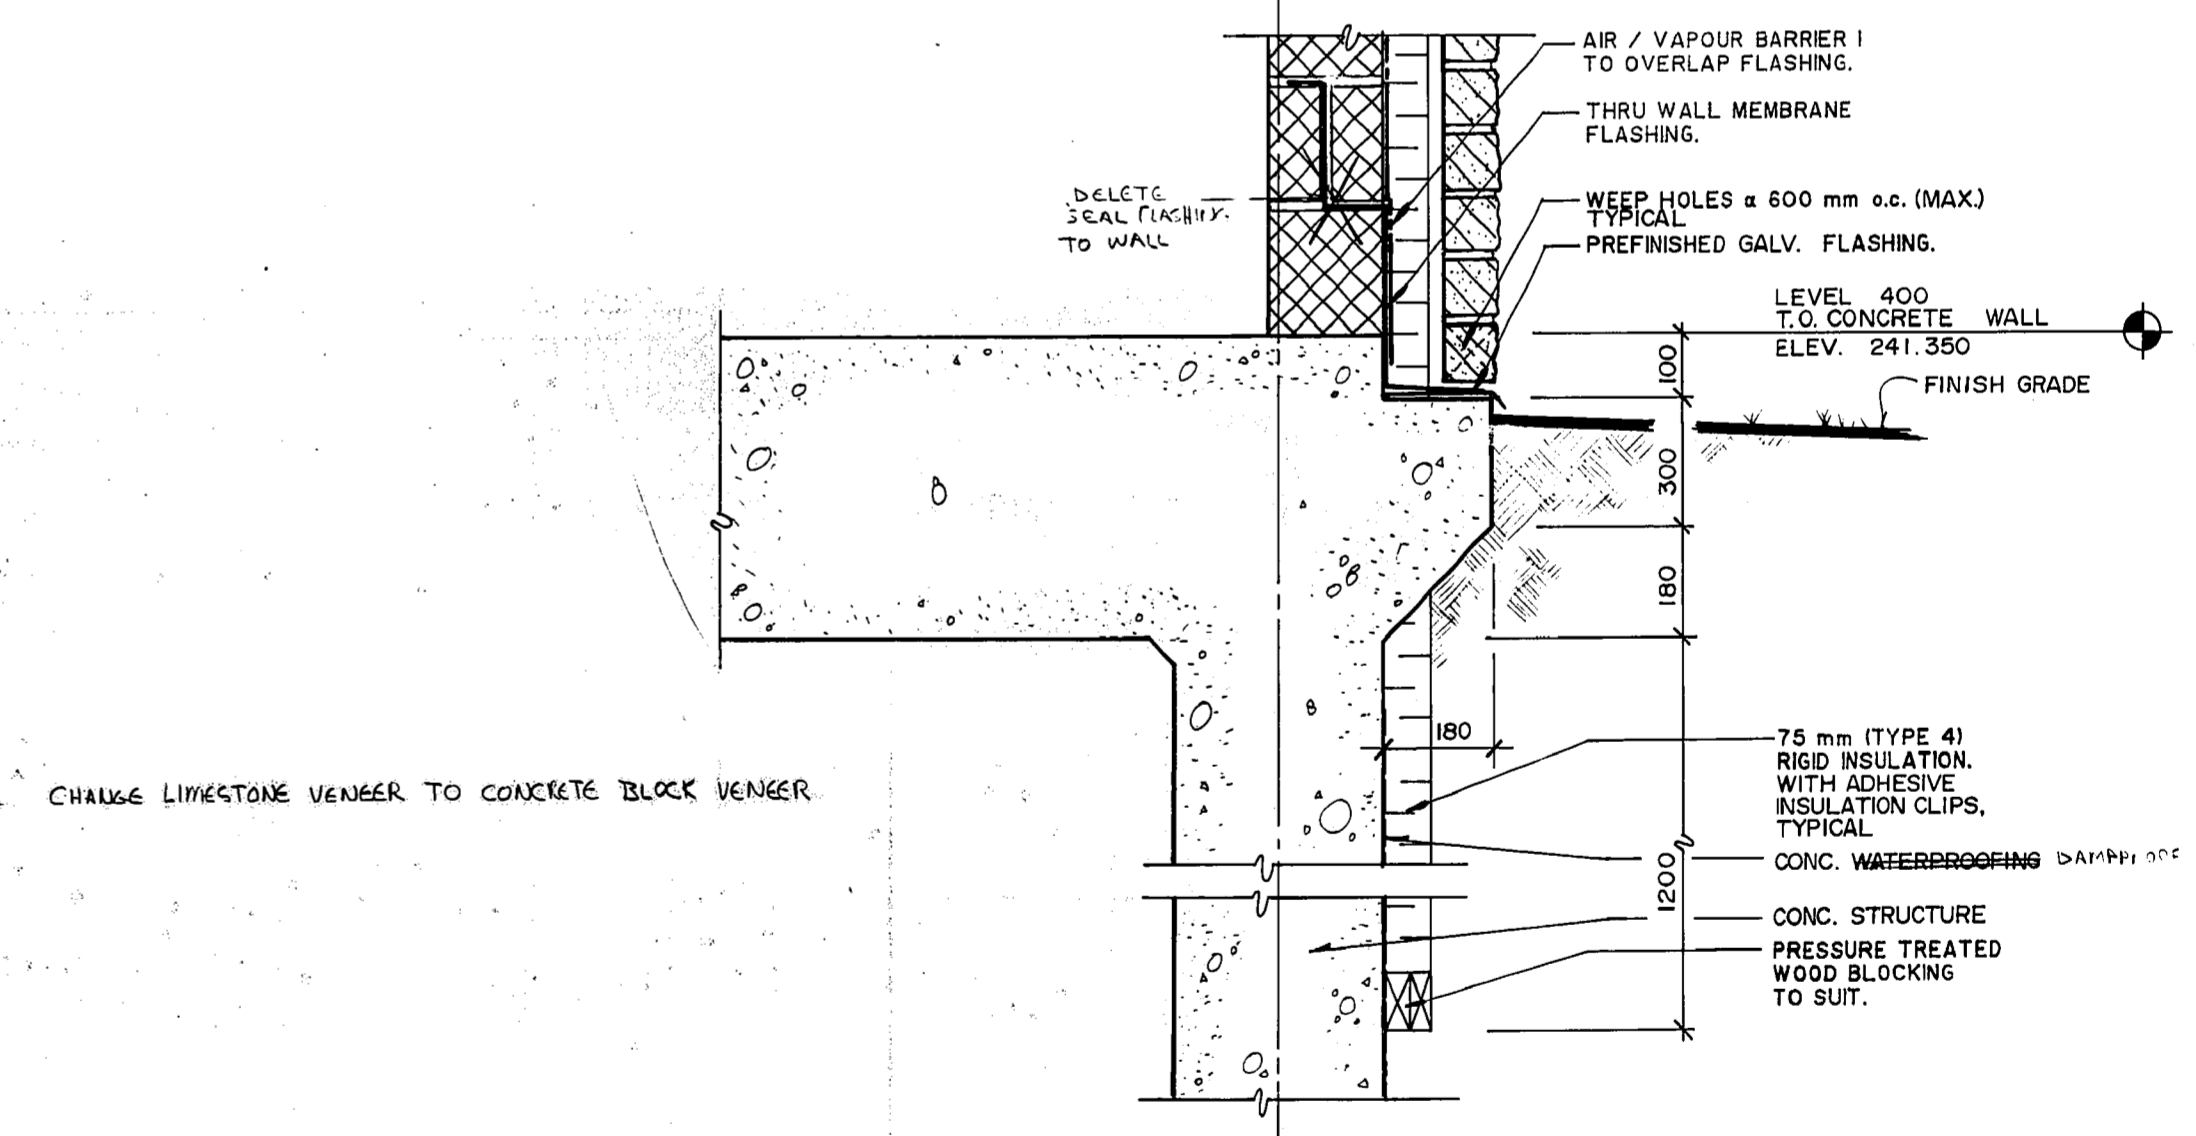 AIR / VAPOUR BARRIER I
TO OVERLAP FLASHING.
THRU WALL MEMBRANE
FLASHING.
DELETE
SEAL FLASHING
TO WALL
WEEP HOLES α 600 mm o.c. (MAX.)
TYPICAL
PREFINISHED GALV. FLASHING.
LEVEL 400
T.O. CONCRETE WALL
ELEV. 241.350
FINISH GRADE
100
300
180
180
1200
CHANGE LIMESTONE VENEER TO CONCRETE BLOCK VENEER
75 mm (TYPE 4)
RIGID INSULATION.
WITH ADHESIVE
INSULATION CLIPS,
TYPICAL
CONC. WATERPROOFING DAMPPROOF
CONC. STRUCTURE
PRESSURE TREATED
WOOD BLOCKING
TO SUIT.